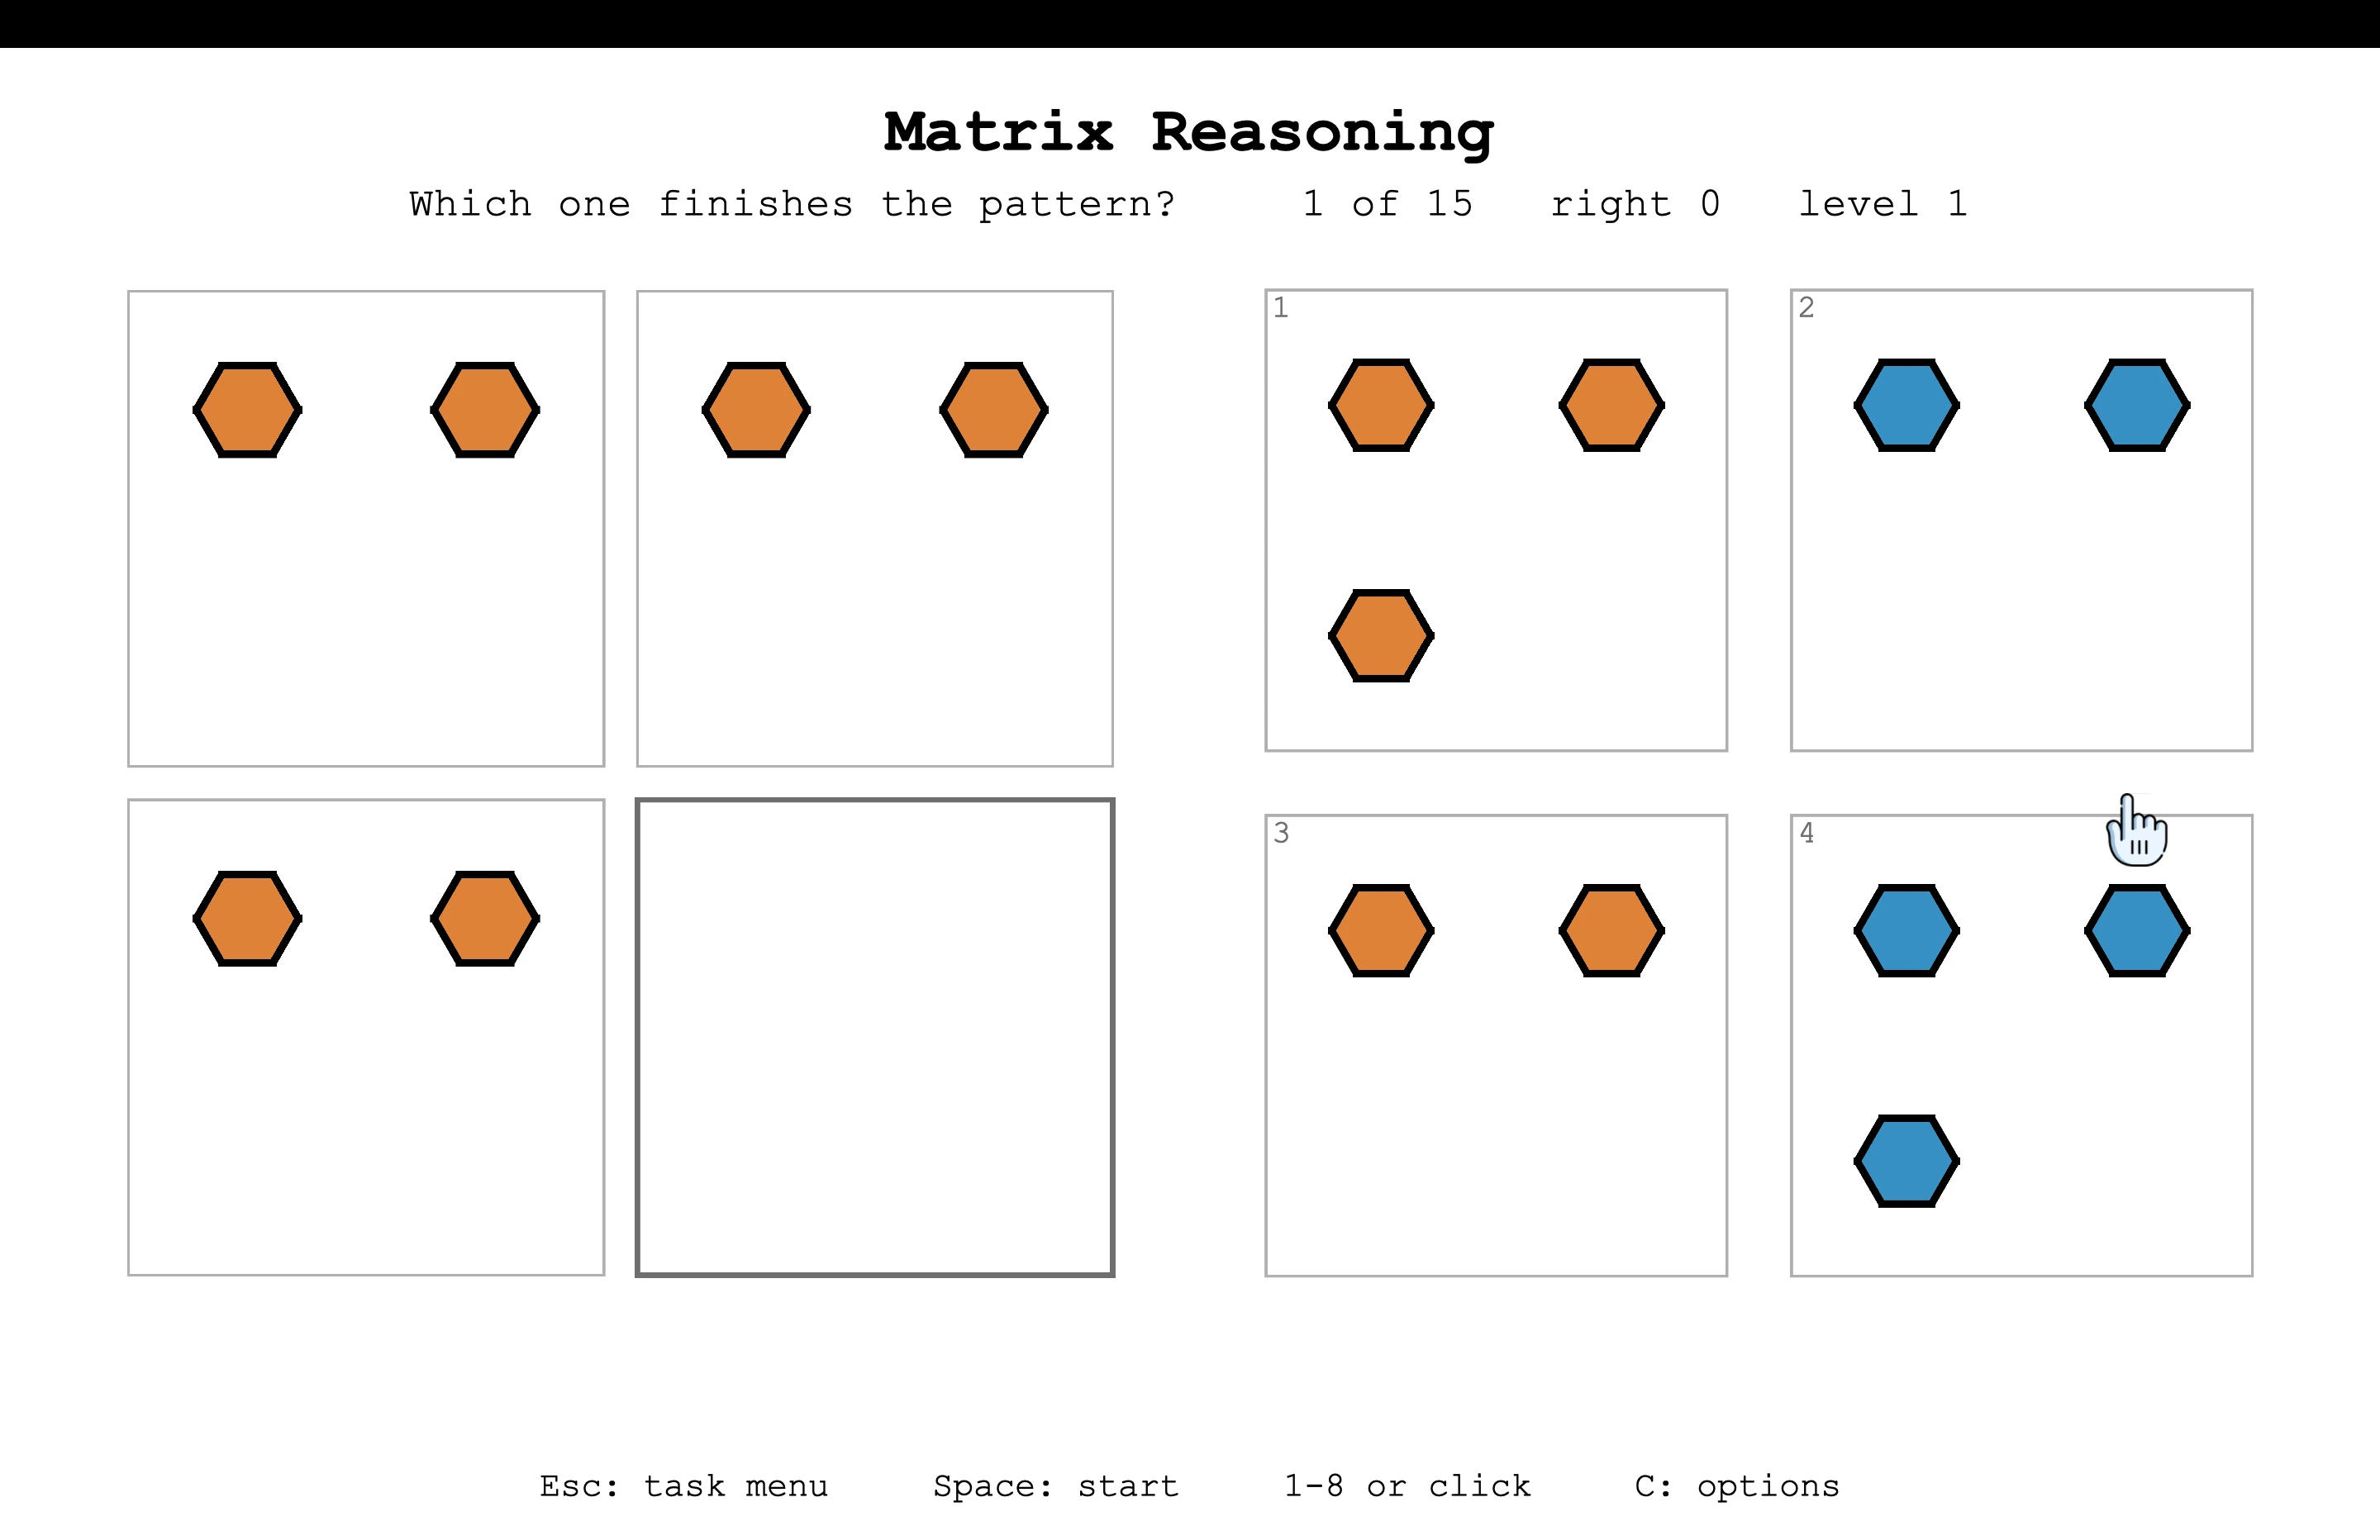 Matrix Reasoning
Which one finishes the pattern? 1 of 15 right 0 level 1
1
2
3
4
Esc: task menu Space: start 1-8 or click C: options